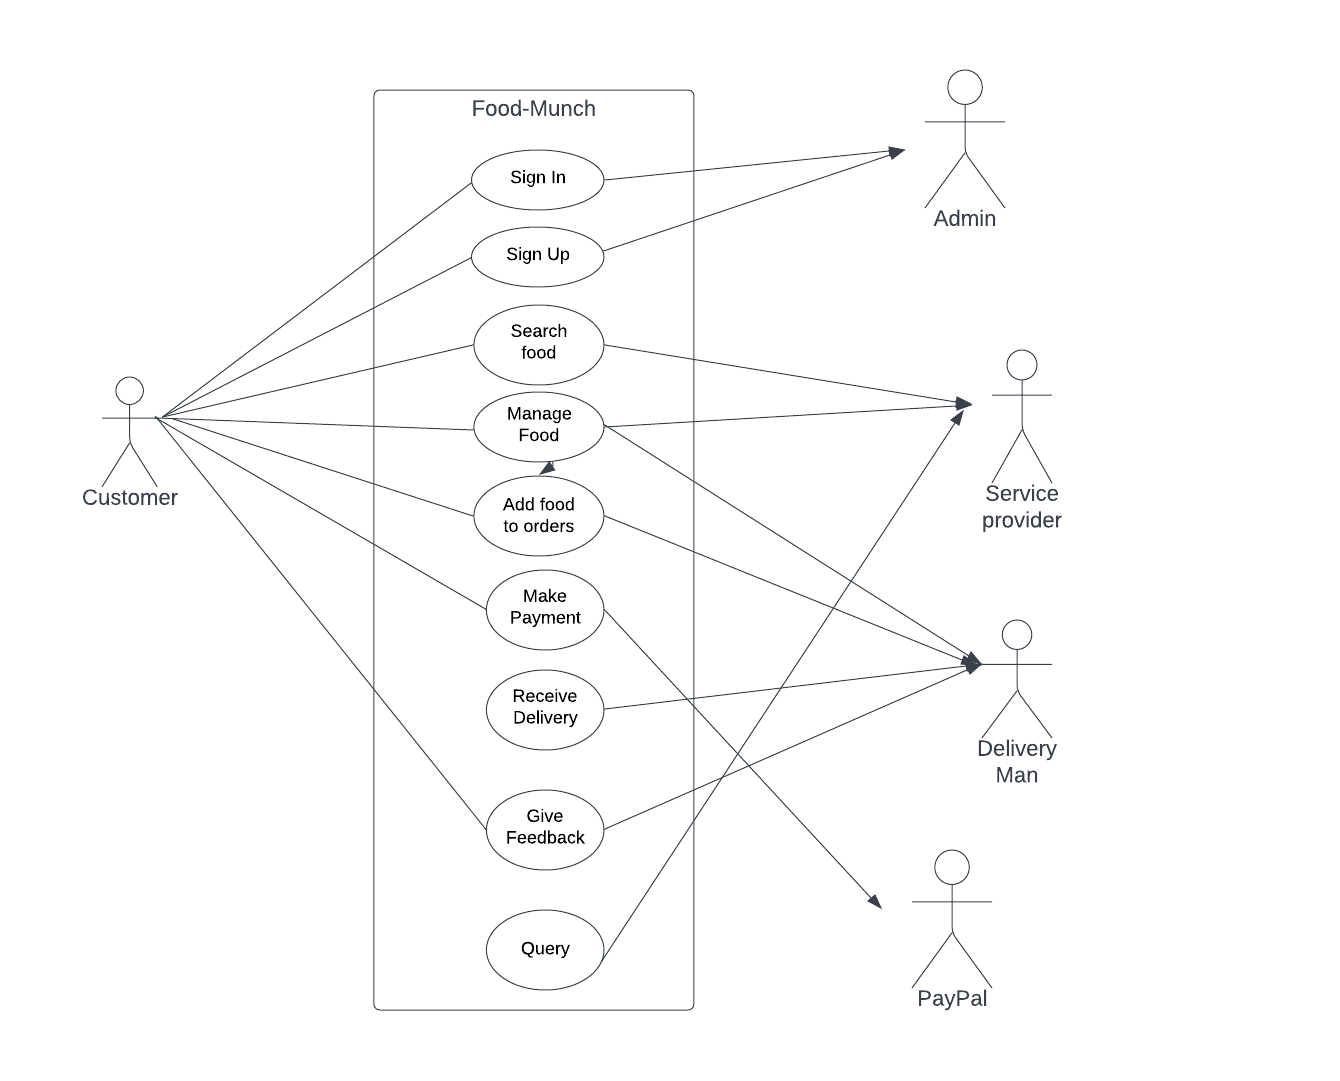 Food-Munch
Sign In
Sign Up
Search
food
Manage
Food
Add food
to orders
Make
Payment
Receive
Delivery
Give
Feedback
Query
Customer
Admin
Service
provider
Delivery
Man
PayPal